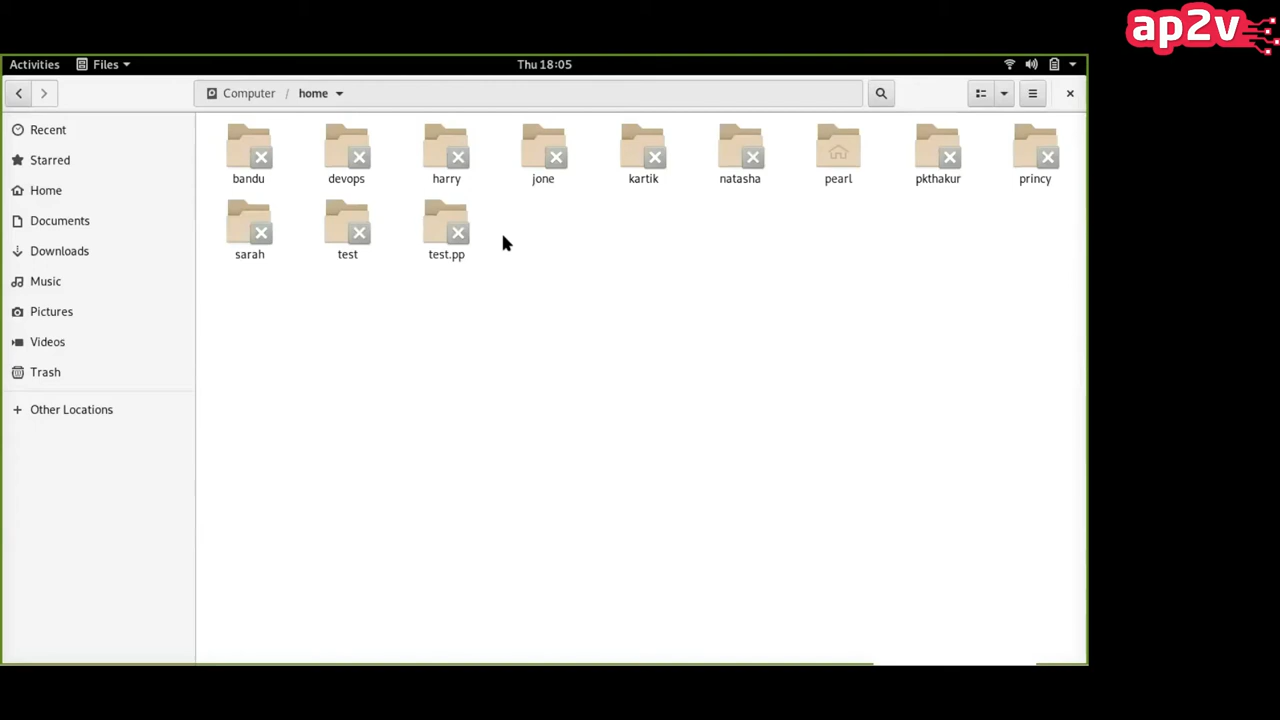 ap2v
Activities Files Thu 18:05
Computer / home
Recent
Starred
Home
Documents
Downloads
Music
Pictures
Videos
Trash
+ Other Locations
bandu devops harry jone kartik natasha pearl pkthakur princy
sarah test test.pp